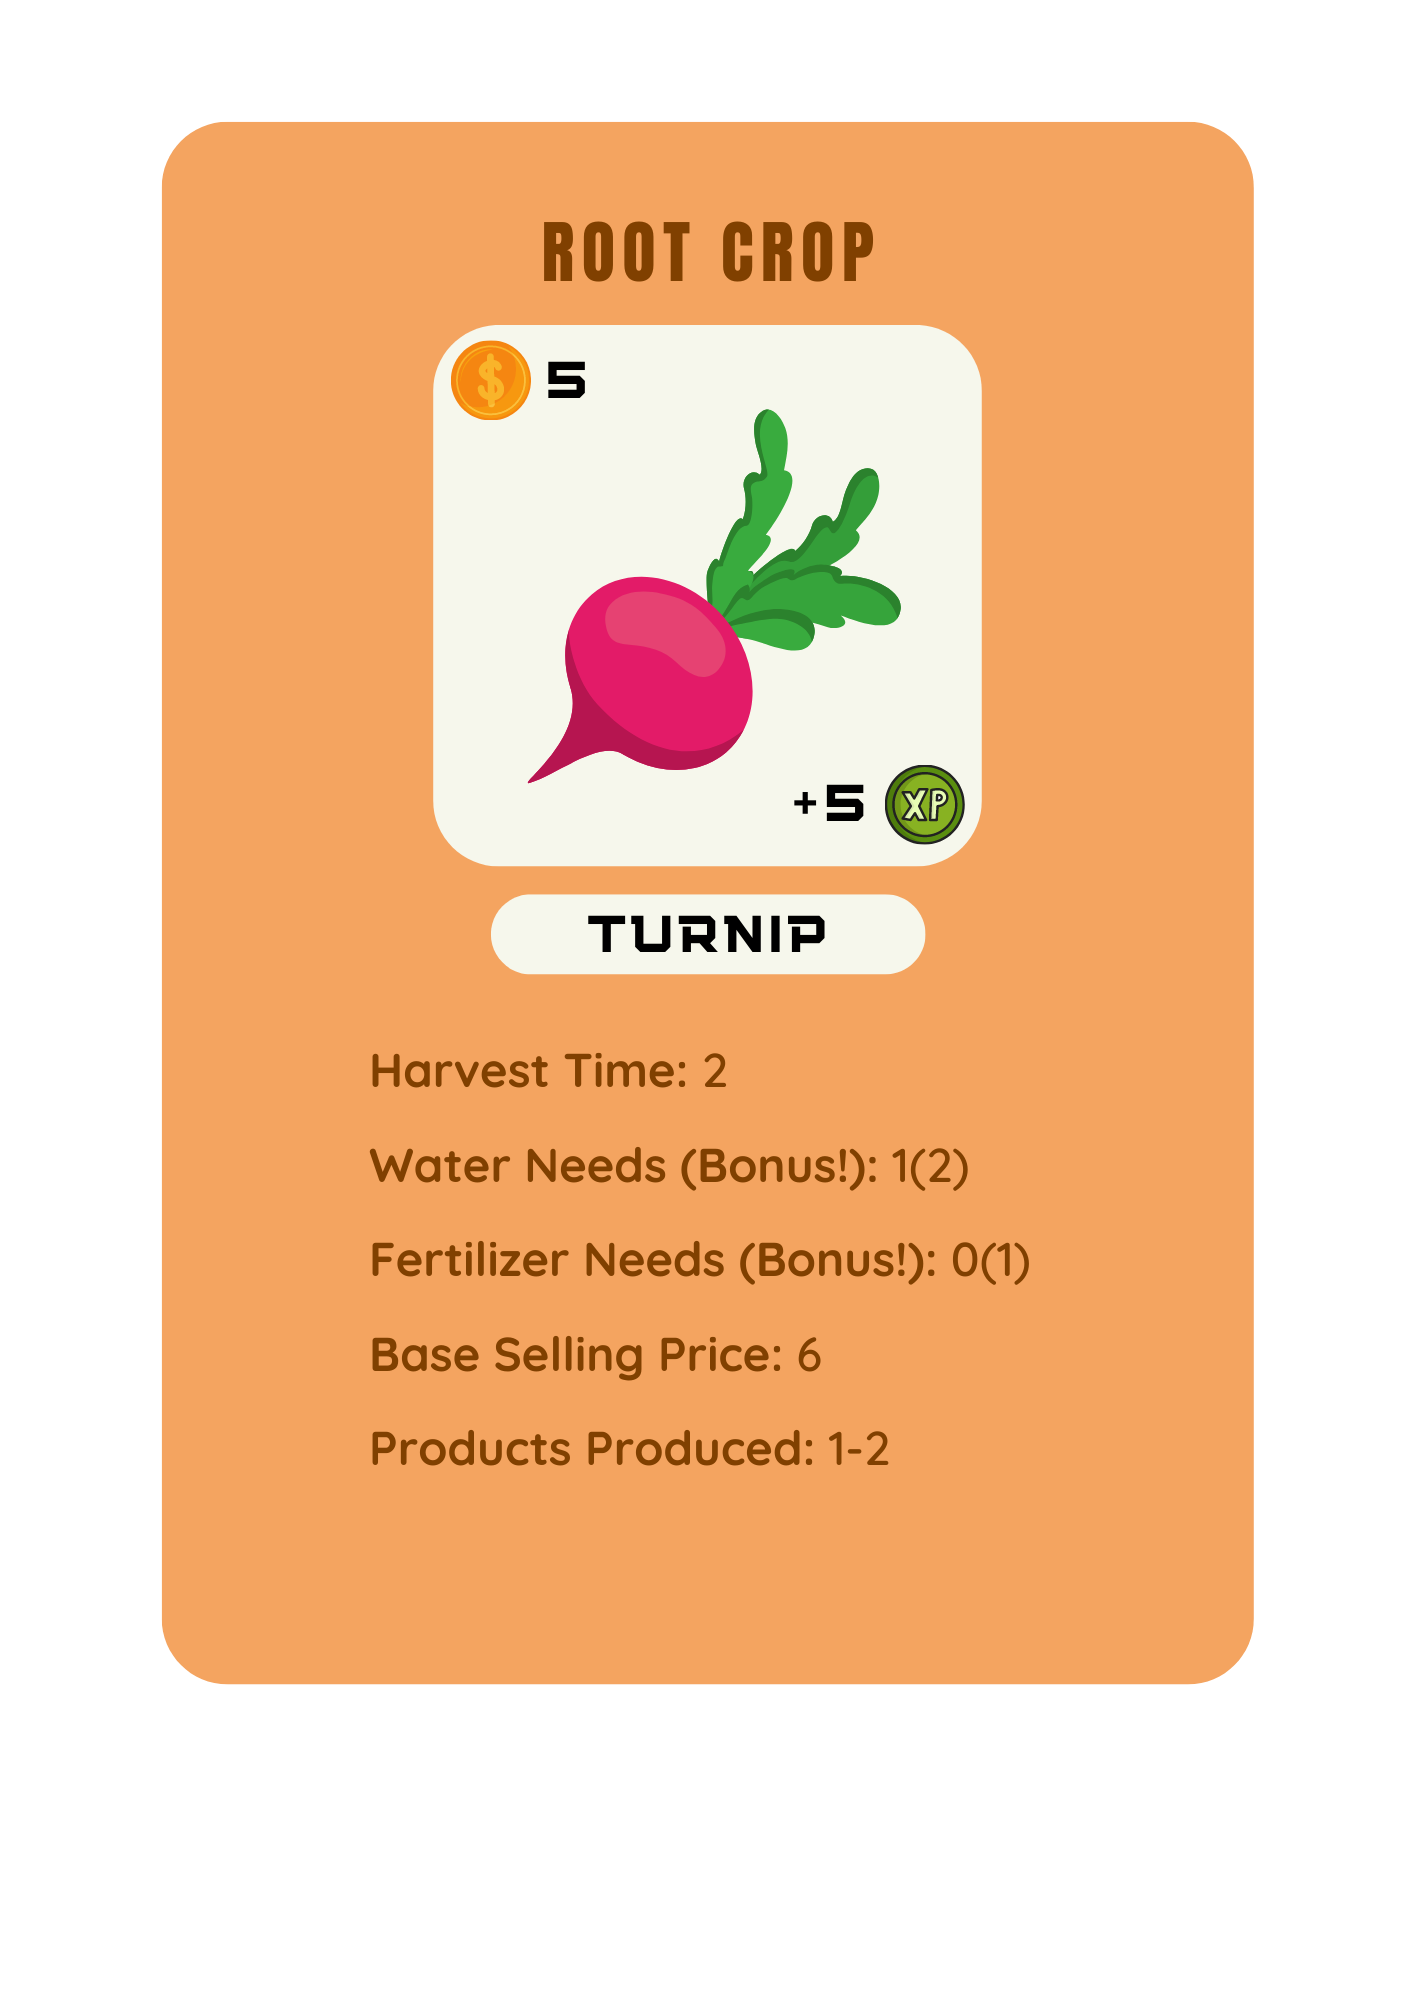 ROOT CROP
$ 5
+5 XP
TURNIP
Harvest Time: 2
Water Needs (Bonus!): 1(2)
Fertilizer Needs (Bonus!): 0(1)
Base Selling Price: 6
Products Produced: 1-2